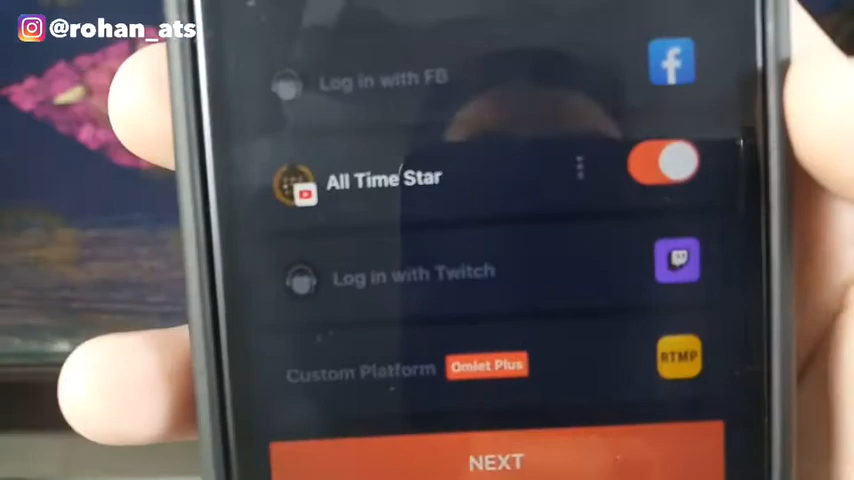 @rohan_ats
Log in with FB
All Time Star
Log in with Twitch
Custom Platform Omlet Plus
RTMP
NEXT